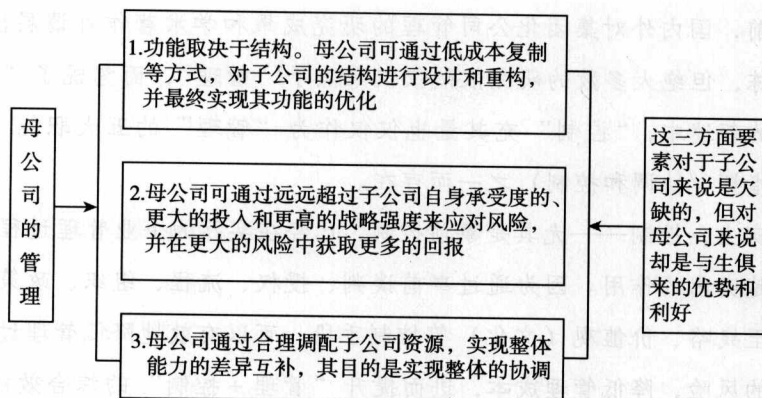 母公司的管理
1.功能取决于结构。母公司可通过低成本复制
等方式，对子公司的结构进行设计和重构，
并最终实现其功能的优化
2.母公司可通过远远超过子公司自身承受度的、
更大的投入和更高的战略强度来应对风险，
并在更大的风险中获取更多的回报
3.母公司通过合理调配子公司资源，实现整体
能力的差异互补，其目的是实现整体的协调
这三方面要
素对于子公
司来说是欠
缺的，但对
母公司来说
却是与生俱
来的优势和
利好